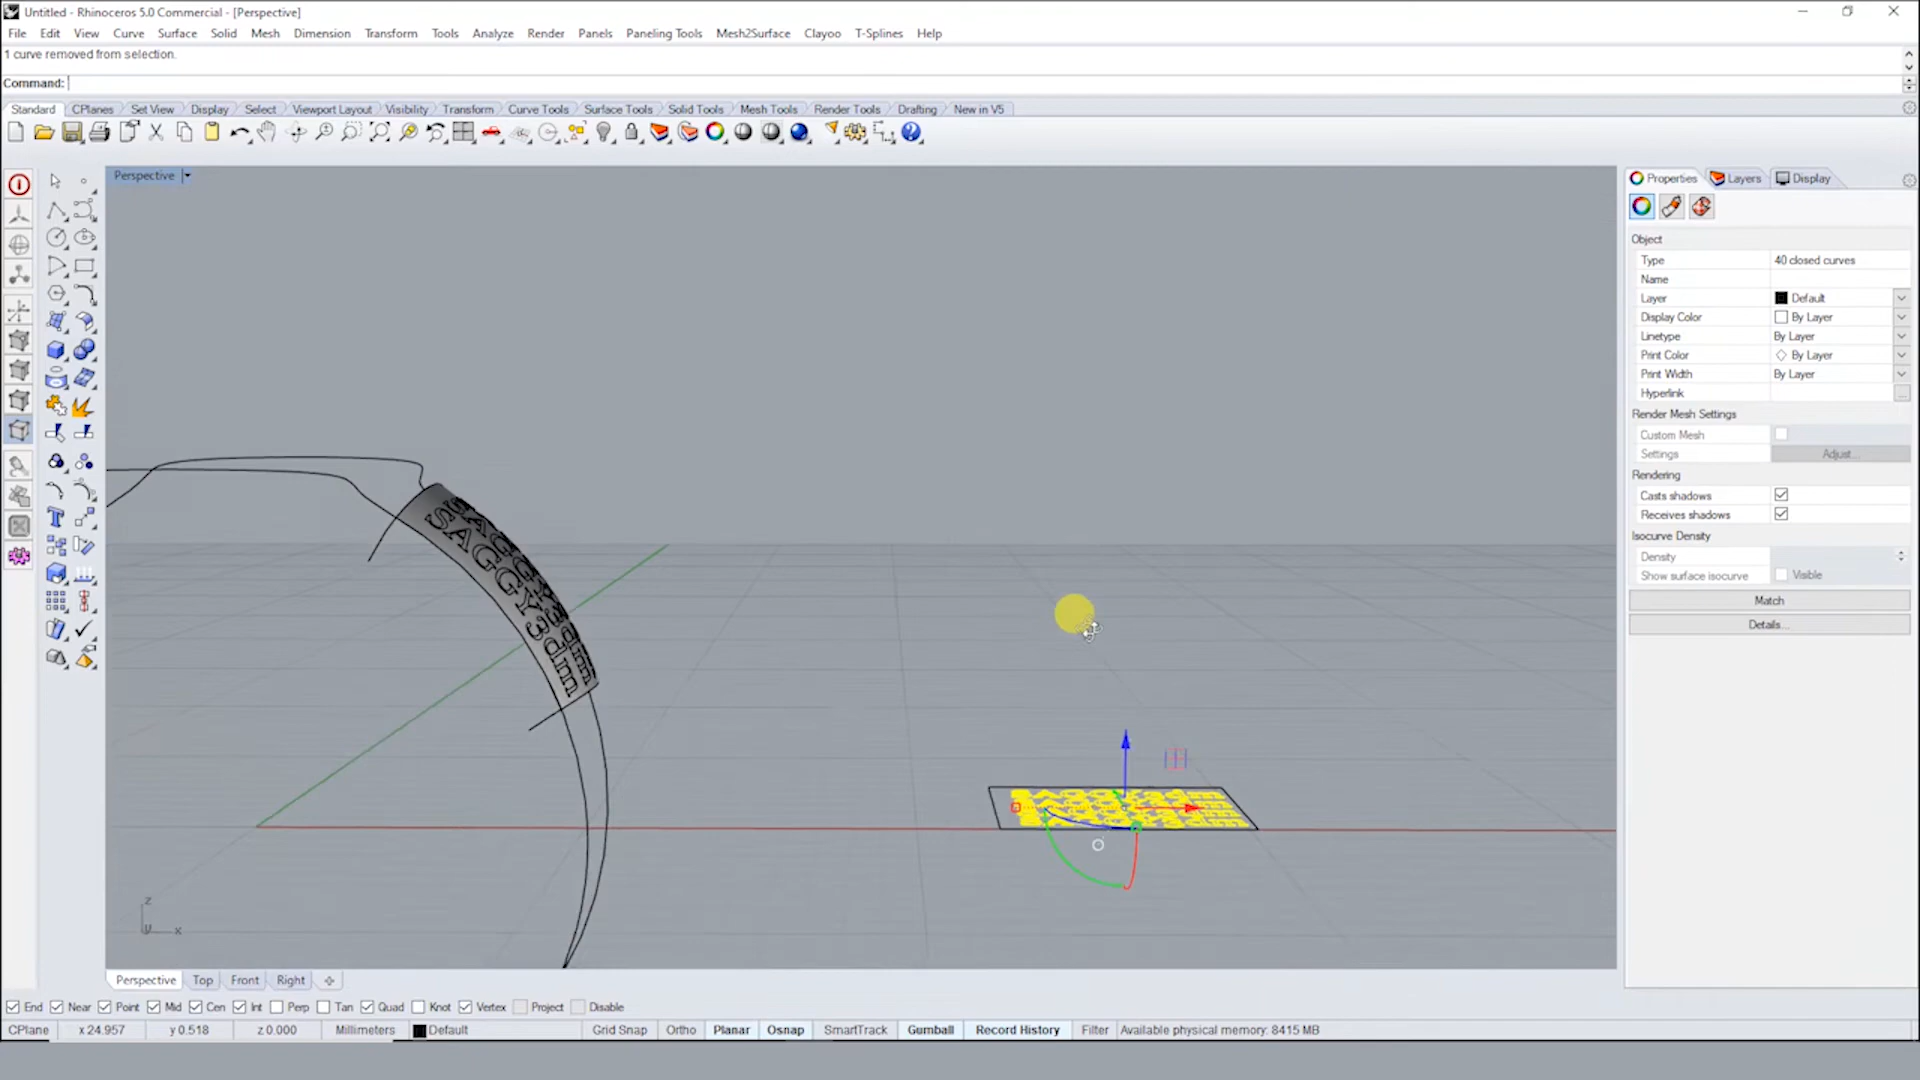 Untitled - Rhinoceros 5.0 Commercial - [Perspective]
File Edit View Curve Surface Solid Mesh Dimension Transform Tools Analyze Render Panels Paneling Tools Mesh2Surface Clayoo T-Splines Help
1 curve removed from selection.
Command:
Standard CPlanes Set View Display Select Viewport Layout Visibility Transform Curve Tools Surface Tools Solid Tools Mesh Tools Render Tools Drafting New in V5
Perspective
Properties Layers Display
Object
Type 40 closed curves
Name
Layer Default
Display Color By Layer
Linetype By Layer
Print Color By Layer
Print Width By Layer
Hyperlink ...
Render Mesh Settings
Custom Mesh
Settings Adjust...
Rendering
Casts shadows
Receives shadows
Isocurve Density
Density
Show surface isocurve Visible
Match
Details...
SAGGY3dm
SAGGY3dm
z
y x
Perspective Top Front Right
End Near Point Mid Cen Int Perp Tan Quad Knot Vertex Project Disable
CPlane x 24.957 y 0.518 z 0.000 Millimeters Default Grid Snap Ortho Planar Osnap SmartTrack Gumball Record History Filter Available physical memory: 8415 MB